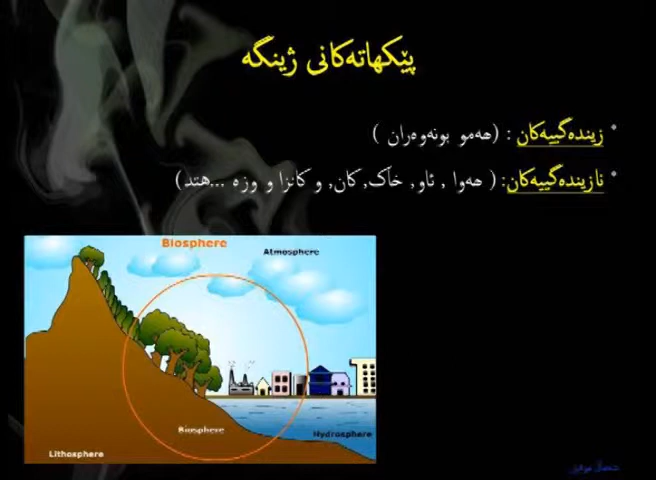 پێکهاتەکانی ژینگە
• زیندەگییەکان : (هەمو بونەوەران )
• نازیندەگییەکان: ( هەوا , ئاو, خاک,کان, و کانزا و وزە ...هتد)
Biosphere
Atmosphere
Biosphere
Hydrosphere
Lithosphere